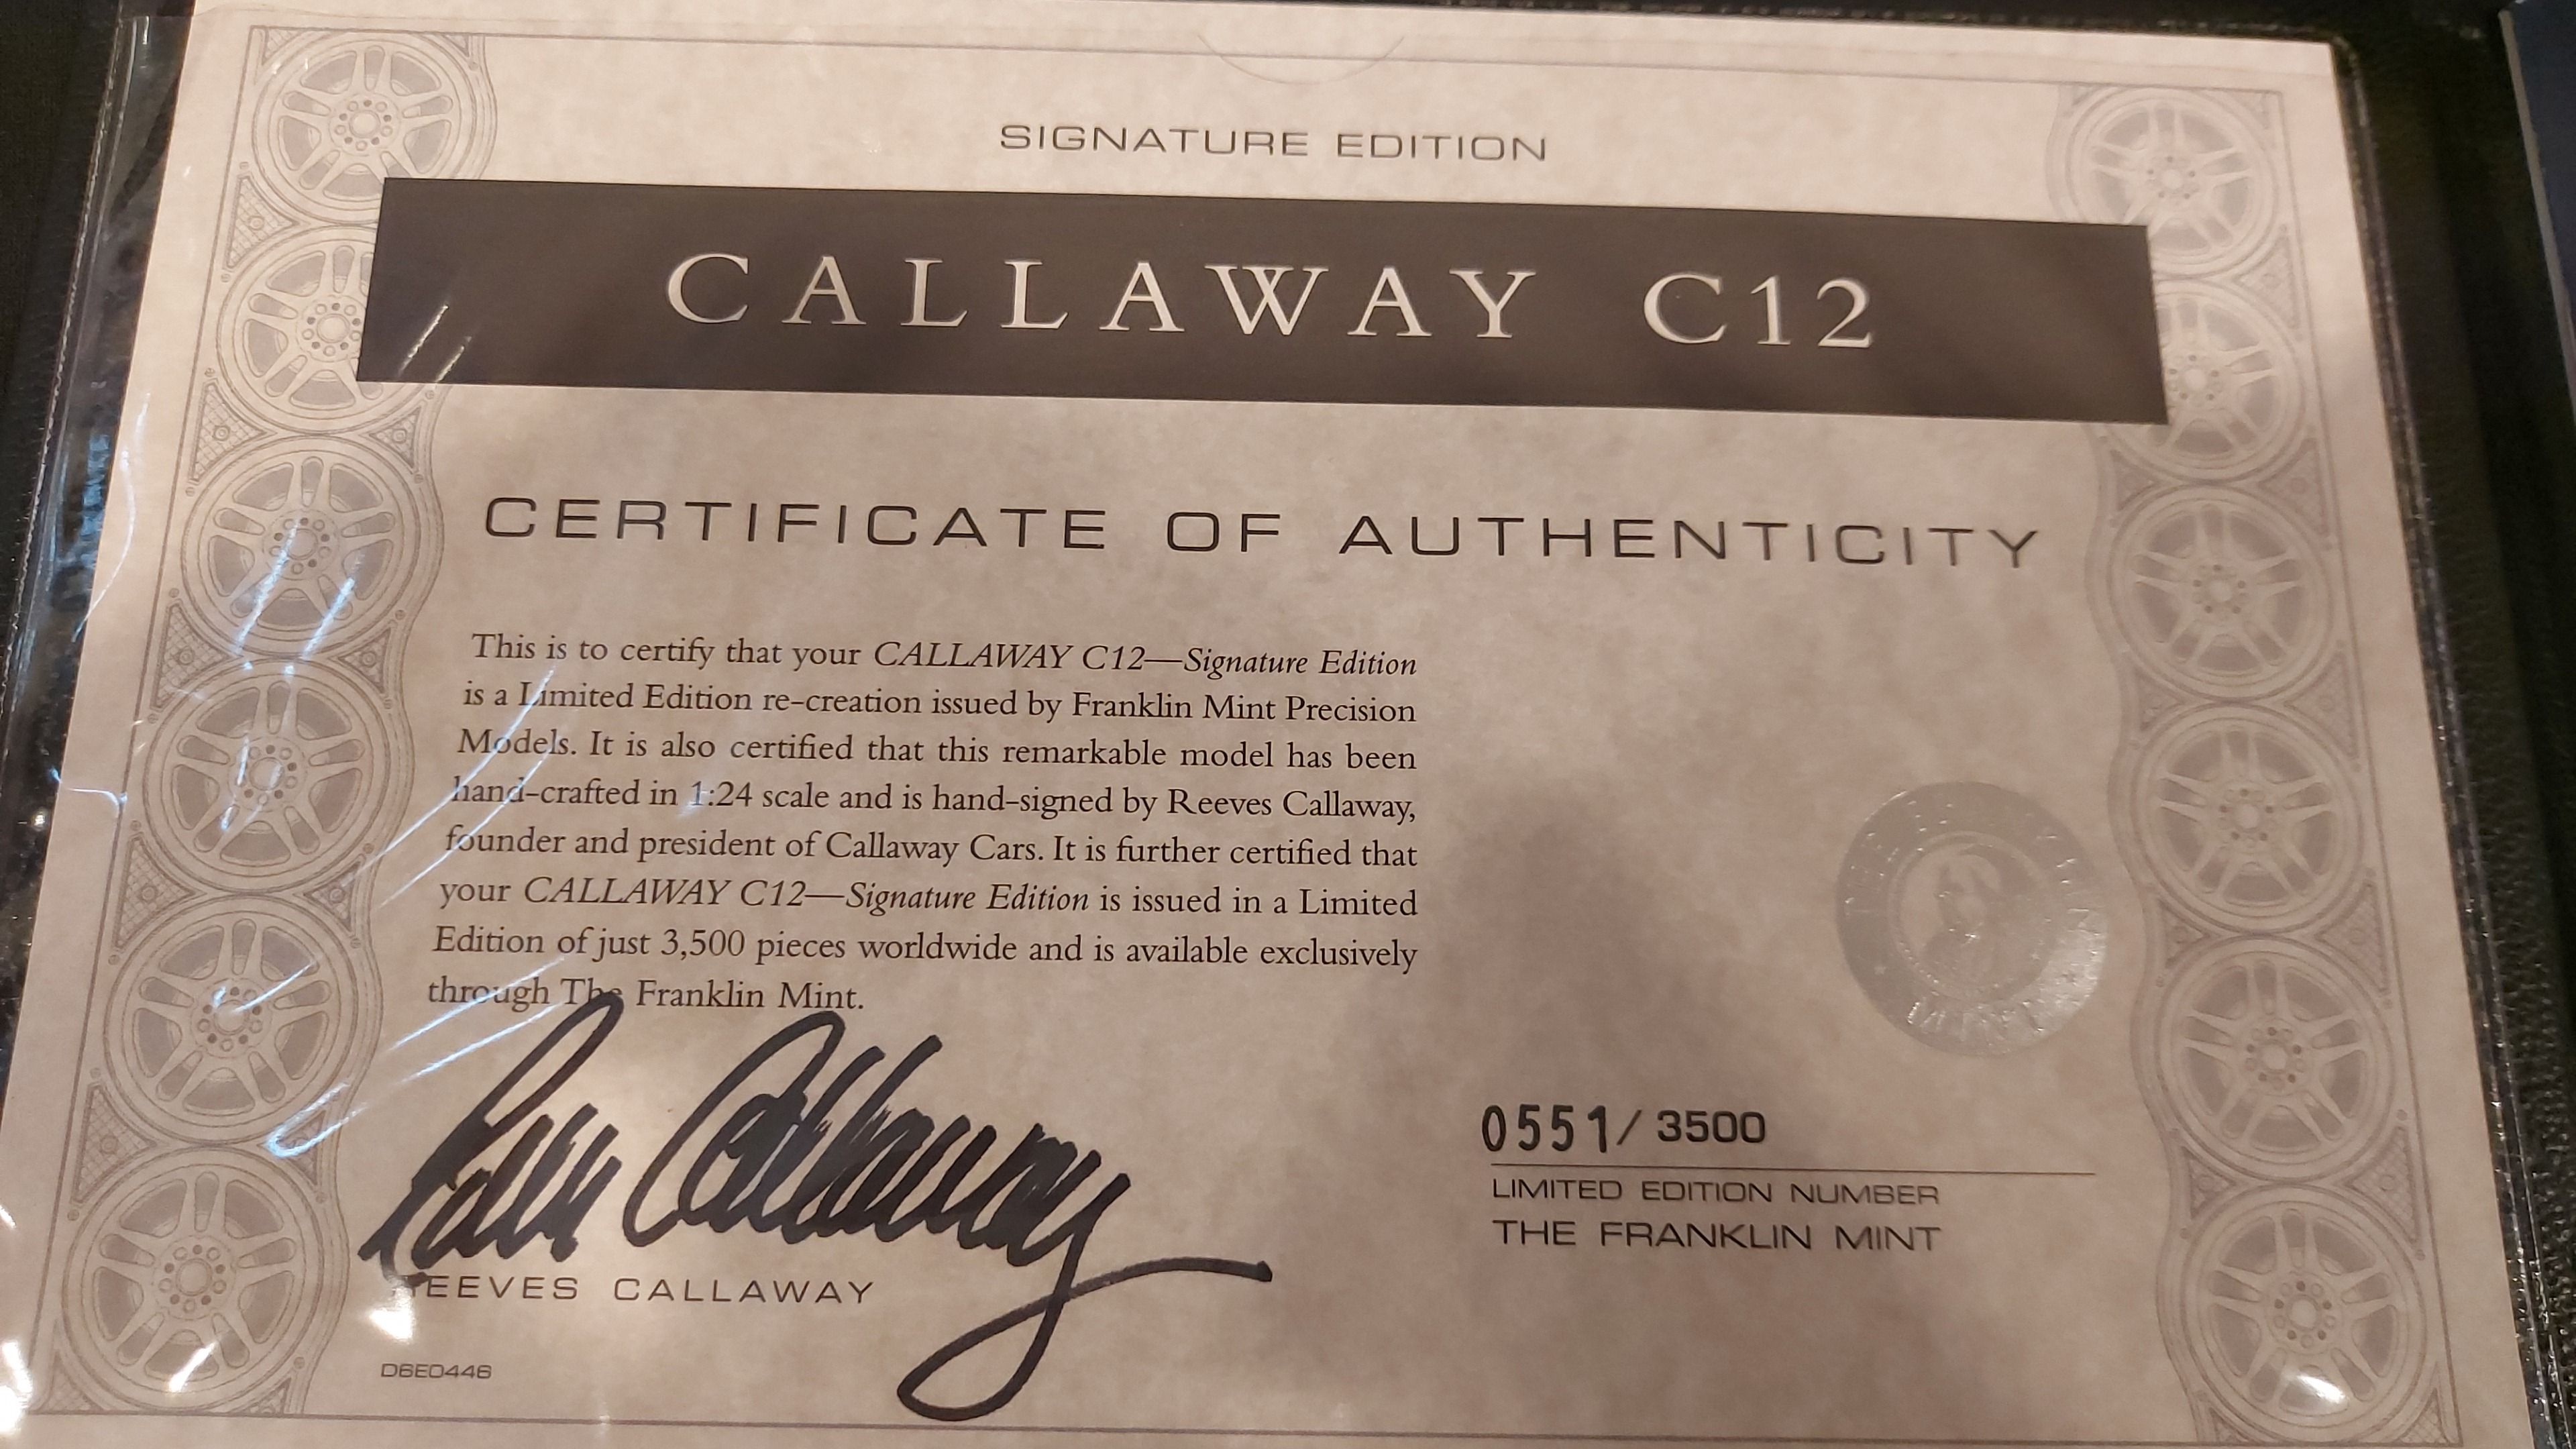 SIGNATURE EDITION
CALLAWAY C12
CERTIFICATE OF AUTHENTICITY
This is to certify that your CALLAWAY C12—Signature Edition
is a Limited Edition re-creation issued by Franklin Mint Precision
Models. It is also certified that this remarkable model has been
hand-crafted in 1:24 scale and is hand-signed by Reeves Callaway,
founder and president of Callaway Cars. It is further certified that
your CALLAWAY C12—Signature Edition is issued in a Limited
Edition of just 3,500 pieces worldwide and is available exclusively
through The Franklin Mint.
Reeves Callaway
REEVES CALLAWAY
D6E0446
0551/ 3500
LIMITED EDITION NUMBER
THE FRANKLIN MINT